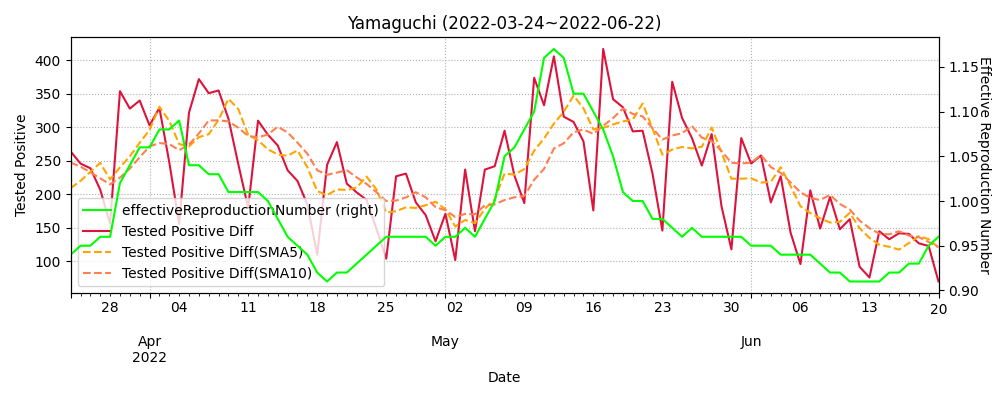 Yamaguchi (2022-03-24~2022-06-22)
Tested Positive
400
350
300
250
200
150
100
1.15
1.10
1.05
1.00
0.95
0.90
Effective Reproduction Number
effectiveReproductionNumber (right)
Tested Positive Diff
Tested Positive Diff(SMA5)
Tested Positive Diff(SMA10)
28 04 11 18 25 02 09 16 23 30 06 13 20
Apr May Jun
2022
Date